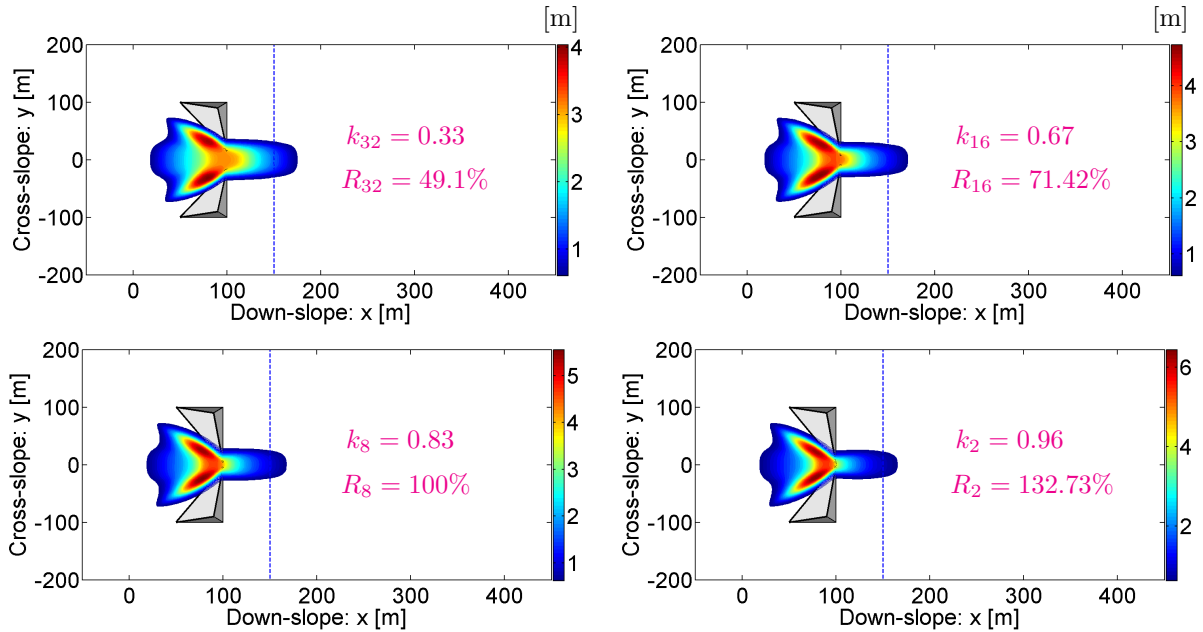 [m]
[m]
200
100
0
-100
-200
Cross-slope: y [m]
k32 = 0.33
R32 = 49.1%
4
3
2
1
0 100 200 300 400
Down-slope: x [m]
200
100
0
-100
-200
Cross-slope: y [m]
k16 = 0.67
R16 = 71.42%
4
3
2
1
0 100 200 300 400
Down-slope: x [m]
200
100
0
-100
-200
Cross-slope: y [m]
k8 = 0.83
R8 = 100%
5
4
3
2
1
0 100 200 300 400
Down-slope: x [m]
200
100
0
-100
-200
Cross-slope: y [m]
k2 = 0.96
R2 = 132.73%
6
4
2
0 100 200 300 400
Down-slope: x [m]